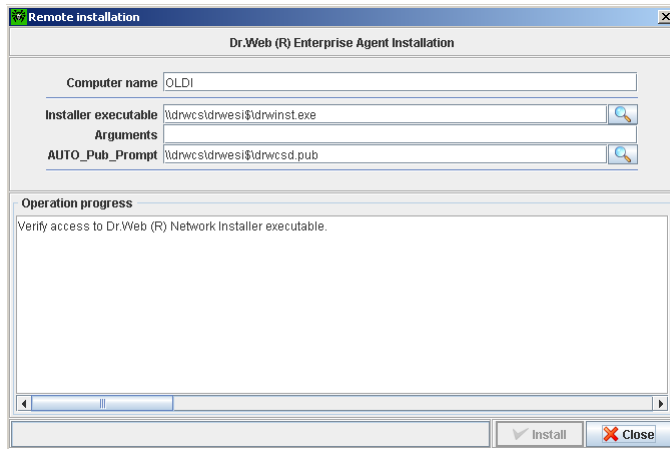 Remote installation
Dr.Web (R) Enterprise Agent Installation
Computer name OLDI
Installer executable \\drwcs\drwesi$\drwinst.exe
Arguments
AUTO_Pub_Prompt \\drwcs\drwesi$\drwcsd.pub
Operation progress
Verify access to Dr.Web (R) Network Installer executable.
Install Close